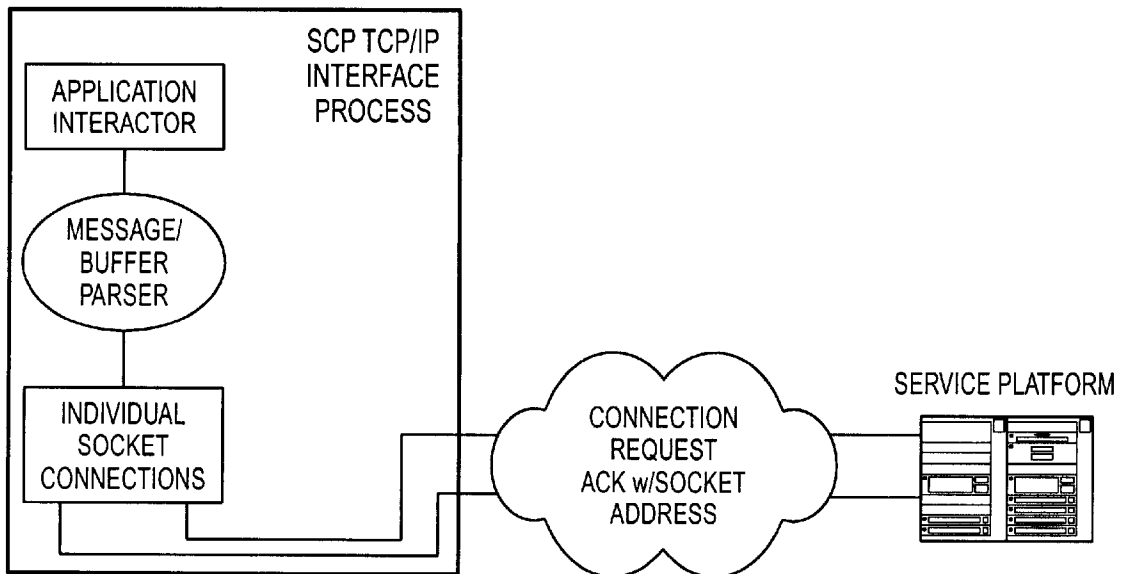 SCP TCP/IP
INTERFACE
PROCESS
APPLICATION
INTERACTOR
MESSAGE/
BUFFER
PARSER
INDIVIDUAL
SOCKET
CONNECTIONS
CONNECTION
REQUEST
ACK w/SOCKET
ADDRESS
SERVICE PLATFORM